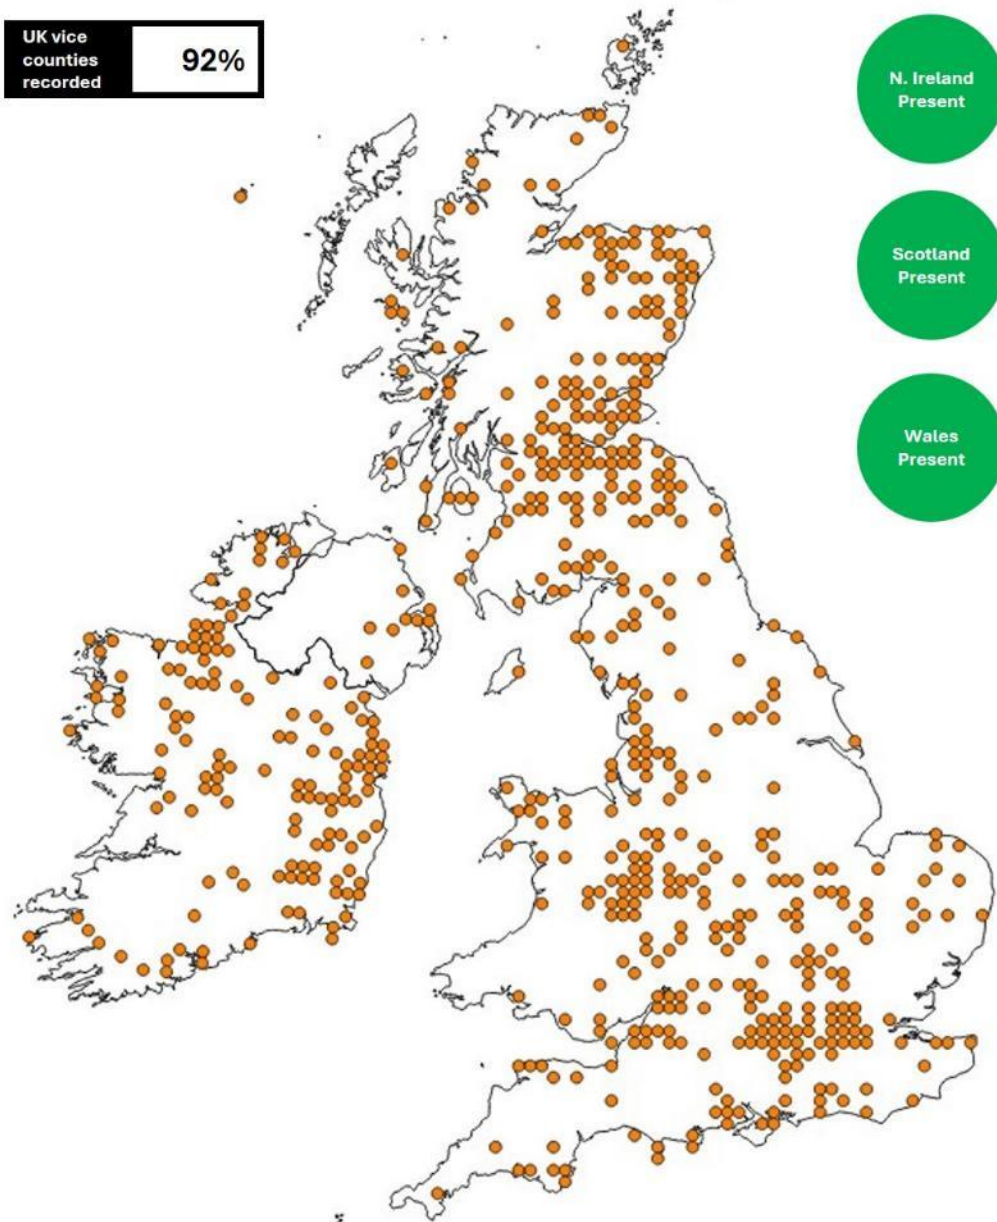 UK vice
counties
recorded
92%
N. Ireland
Present
Scotland
Present
Wales
Present